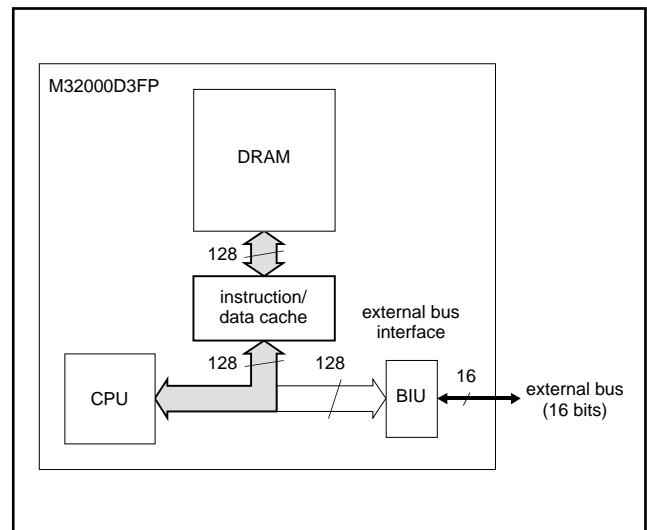 M32000D3FP
DRAM
128
instruction/
data cache
external bus
interface
128
128
16
CPU
BIU
external bus
(16 bits)